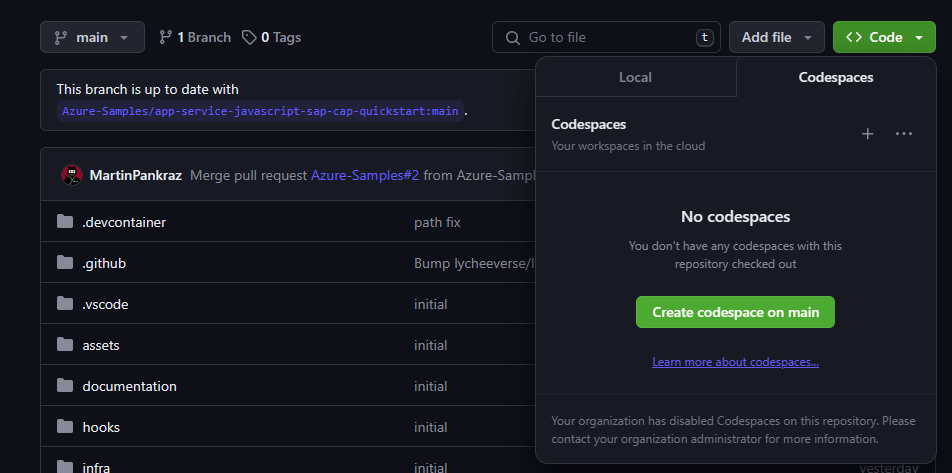 main
1 Branch
0 Tags
Go to file
t
Add file
<> Code
This branch is up to date with
Azure-Samples/app-service-javascript-sap-cap-quickstart:main .
Local
Codespaces
Codespaces
Your workspaces in the cloud
No codespaces
You don't have any codespaces with this
repository checked out
Create codespace on main
Learn more about codespaces...
Your organization has disabled Codespaces on this repository. Please
contact your organization administrator for more information.
MartinPankraz Merge pull request Azure-Samples#2 from
.devcontainer path fix
.github Bump
.vscode initial
assets initial
documentation initial
hooks initial
infra initial
yesterday